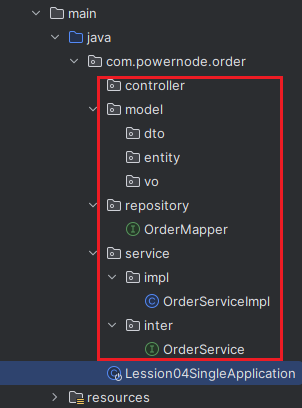 main
java
com.powernode.order
controller
model
dto
entity
vo
repository
OrderMapper
service
impl
OrderServiceImpl
inter
OrderService
Lession04SingleApplication
resources